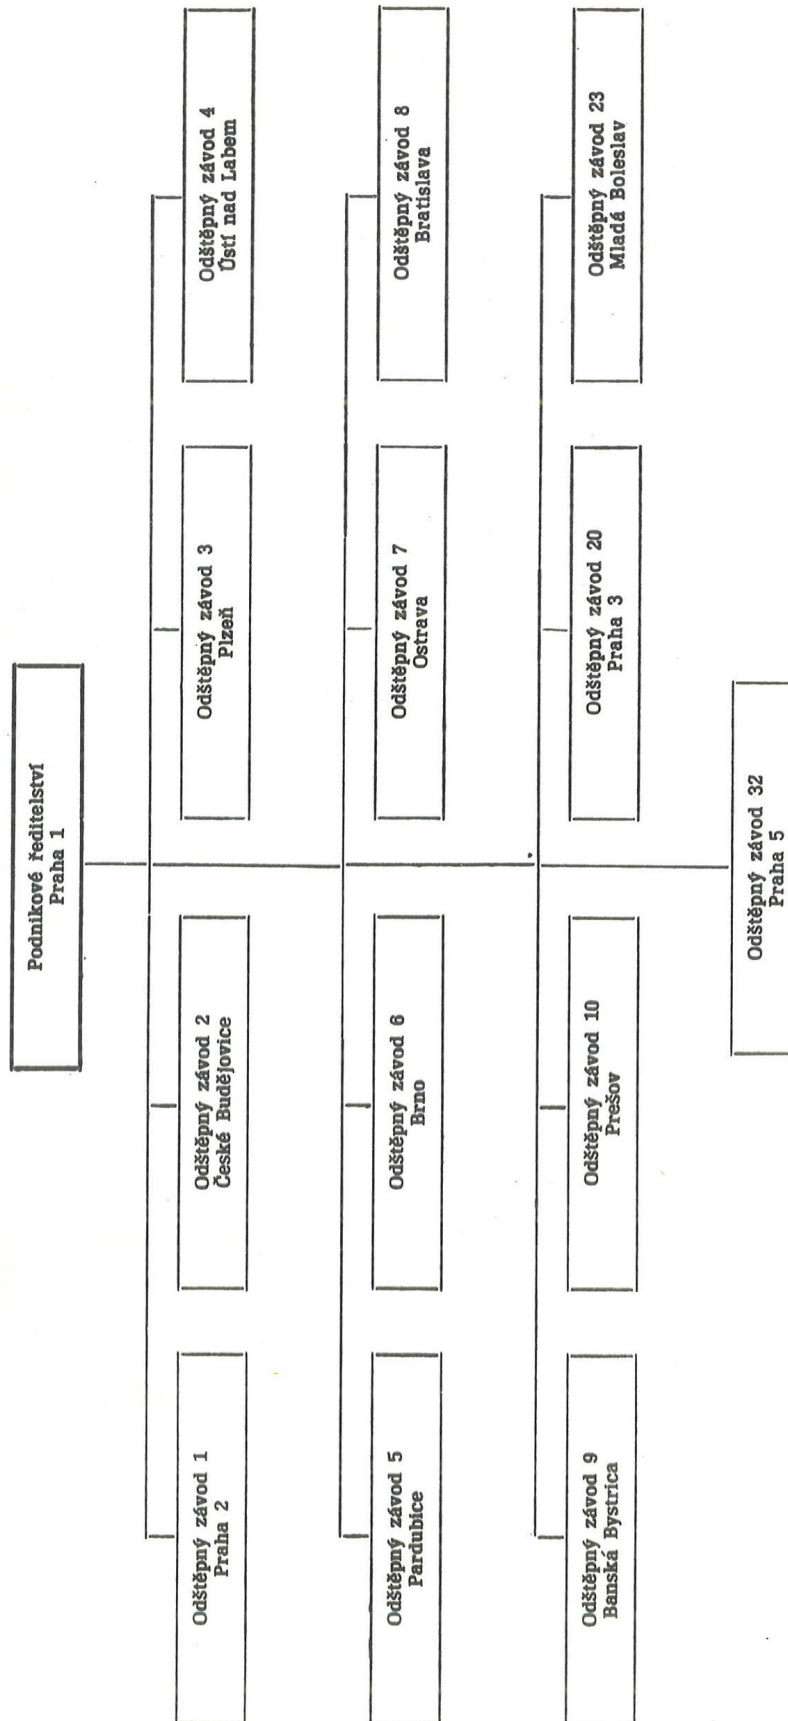 Podnikové ředitelství
Praha 1
Odštěpný závod 1
Praha 2
Odštěpný závod 2
České Budějovice
Odštěpný závod 3
Plzeň
Odštěpný závod 4
Ústí nad Labem
Odštěpný závod 5
Pardubice
Odštěpný závod 6
Brno
Odštěpný závod 7
Ostrava
Odštěpný závod 8
Bratislava
Odštěpný závod 9
Banská Bystrica
Odštěpný závod 10
Prešov
Odštěpný závod 20
Praha 3
Odštěpný závod 23
Mladá Boleslav
Odštěpný závod 32
Praha 5